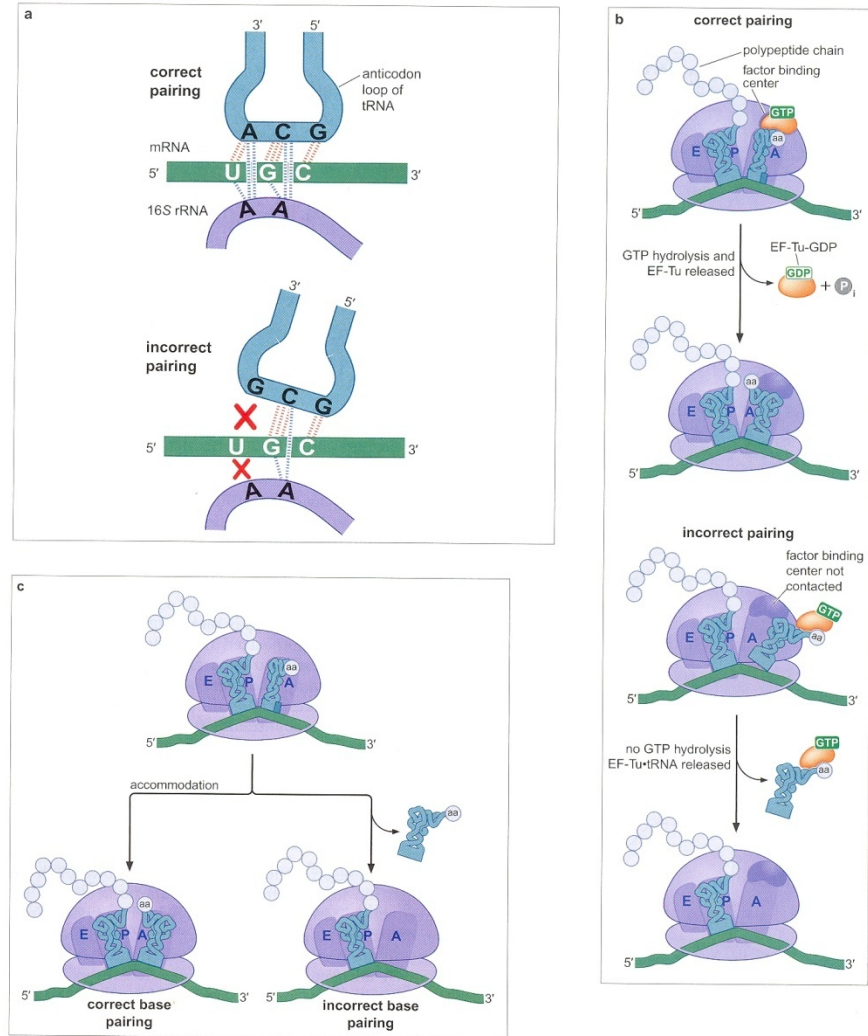 a
3′ 5′
correct
pairing
anticodon
loop of
tRNA
A C G
mRNA
5′ U G C 3′
16S rRNA
A A
3′ 5′
incorrect
pairing
G C G
5′ U G C 3′
A A
b
correct pairing
polypeptide chain
factor binding
center
GTP
aa
E P A
5′ 3′
GTP hydrolysis and
EF-Tu released
EF-Tu-GDP
GDP + Pi
aa
E P A
5′ 3′
incorrect pairing
factor binding
center not
contacted
GTP
aa
E P A
5′ 3′
no GTP hydrolysis
EF-Tu•tRNA released
GTP
aa
E P A
5′ 3′
c
aa
E P A
5′ 3′
accommodation
aa
aa
E P A
E P A
5′ 3′
5′ 3′
correct base
pairing
incorrect base
pairing